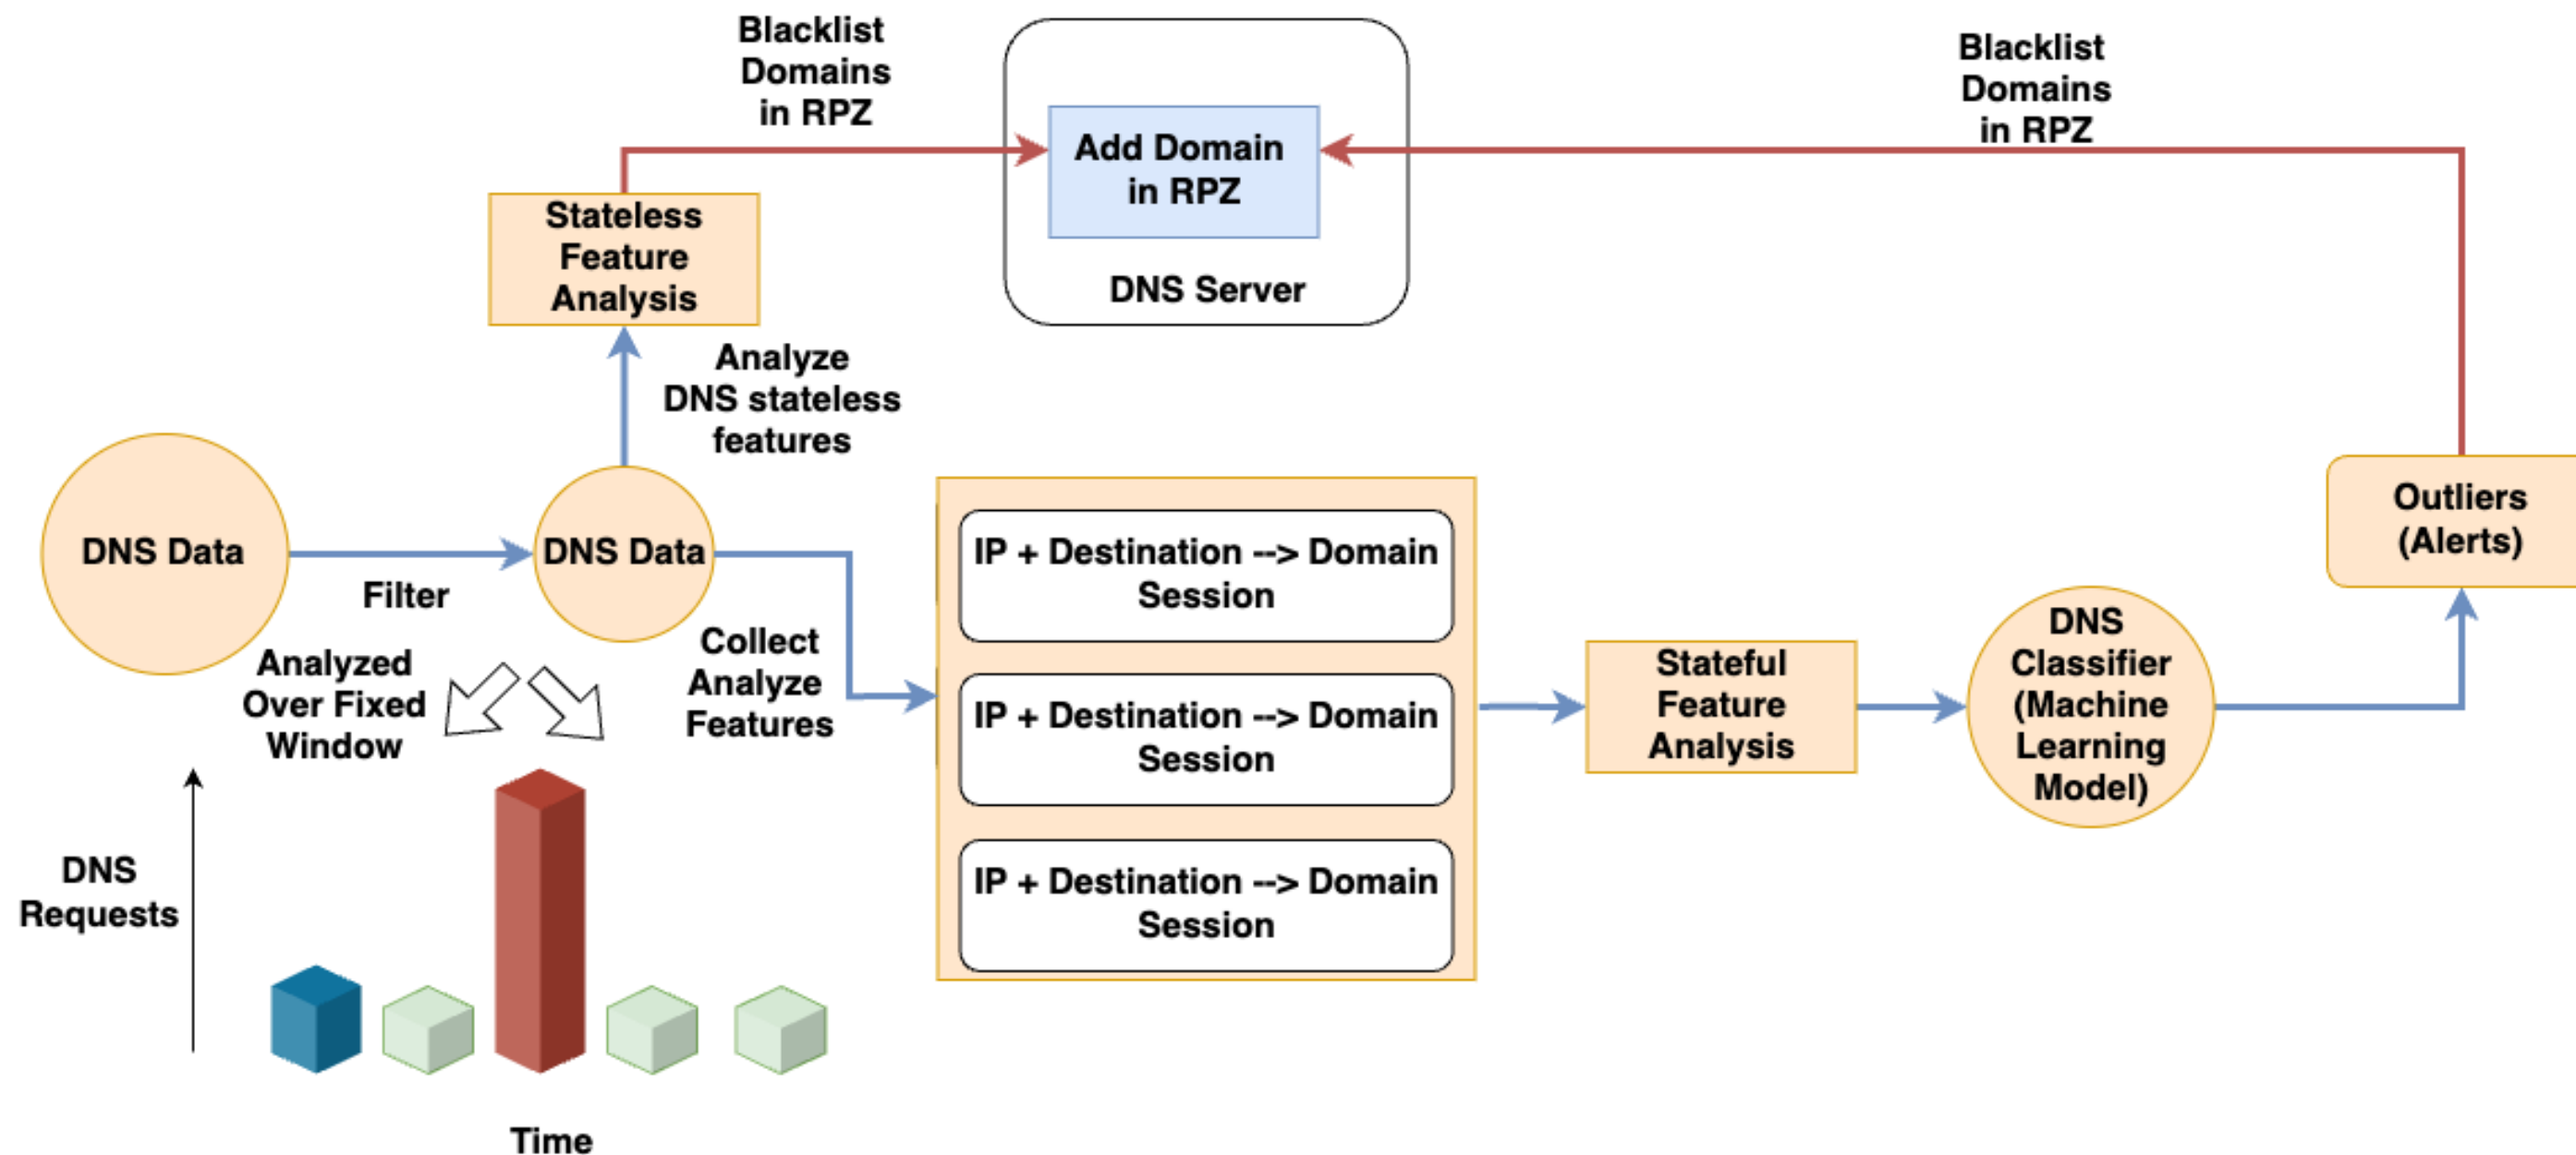 Blacklist
Domains
in RPZ
Blacklist
Domains
in RPZ
Add Domain
in RPZ
DNS Server
Stateless
Feature
Analysis
Analyze
DNS stateless
features
DNS Data
Filter
DNS Data
Analyzed
Over Fixed
Window
Collect
Analyze
Features
IP + Destination --> Domain
Session
IP + Destination --> Domain
Session
IP + Destination --> Domain
Session
Stateful
Feature
Analysis
DNS
Classifier
(Machine
Learning
Model)
Outliers
(Alerts)
DNS
Requests
Time